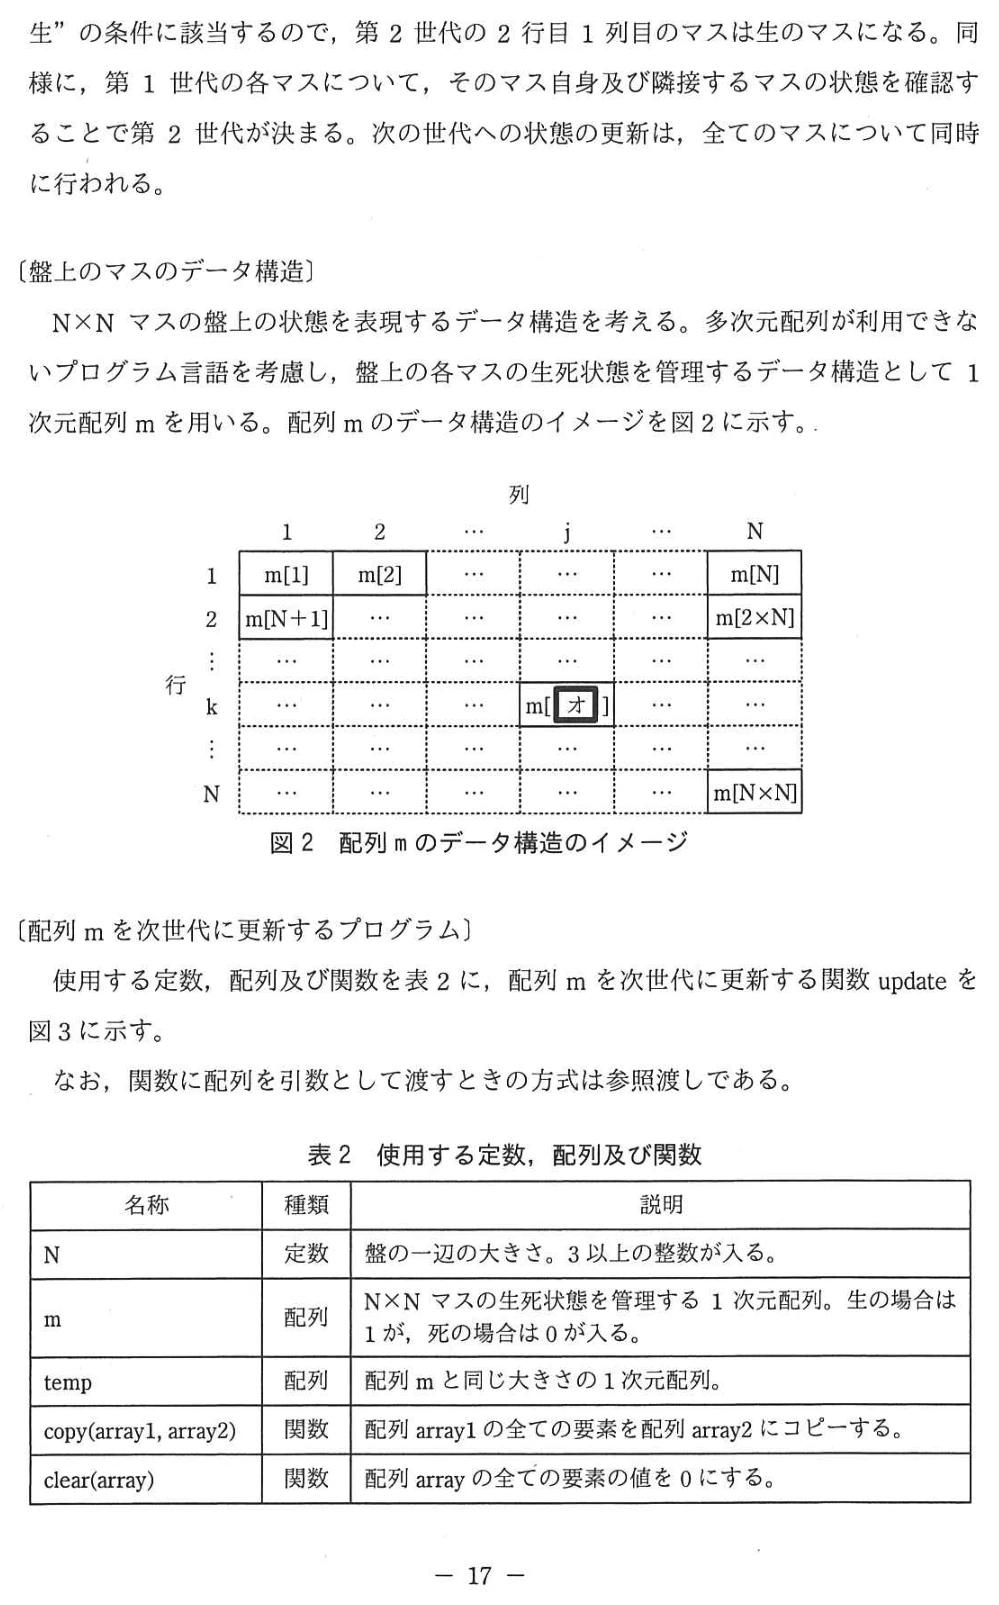 生”の条件に該当するので，第 2 世代の 2 行目 1 列目のマスは生のマスになる。同
様に，第 1 世代の各マスについて，そのマス自身及び隣接するマスの状態を確認す
ることで第 2 世代が決まる。次の世代への状態の更新は，全てのマスについて同時
に行われる。
〔盤上のマスのデータ構造〕
N×N マスの盤上の状態を表現するデータ構造を考える。多次元配列が利用できな
いプログラム言語を考慮し，盤上の各マスの生死状態を管理するデータ構造として 1
次元配列 m を用いる。配列 m のデータ構造のイメージを図 2 に示す。
列
1 2 … j … N
1 m[1] m[2] … … … m[N]
2 m[N＋1] … … … … m[2×N]
⋮ … … … … … …
行
k … … … m[ オ ] … …
⋮ … … … … … …
N … … … … … m[N×N]
図 2　配列 m のデータ構造のイメージ
〔配列 m を次世代に更新するプログラム〕
使用する定数，配列及び関数を表 2 に，配列 m を次世代に更新する関数 update を
図 3 に示す。
なお，関数に配列を引数として渡すときの方式は参照渡しである。
表 2　使用する定数，配列及び関数
名称 種類 説明
N 定数 盤の一辺の大きさ。3 以上の整数が入る。
m 配列 N×N マスの生死状態を管理する 1 次元配列。生の場合は
1 が，死の場合は 0 が入る。
temp 配列 配列 m と同じ大きさの 1 次元配列。
copy(array1, array2) 関数 配列 array1 の全ての要素を配列 array2 にコピーする。
clear(array) 関数 配列 array の全ての要素の値を 0 にする。
－ 17 －